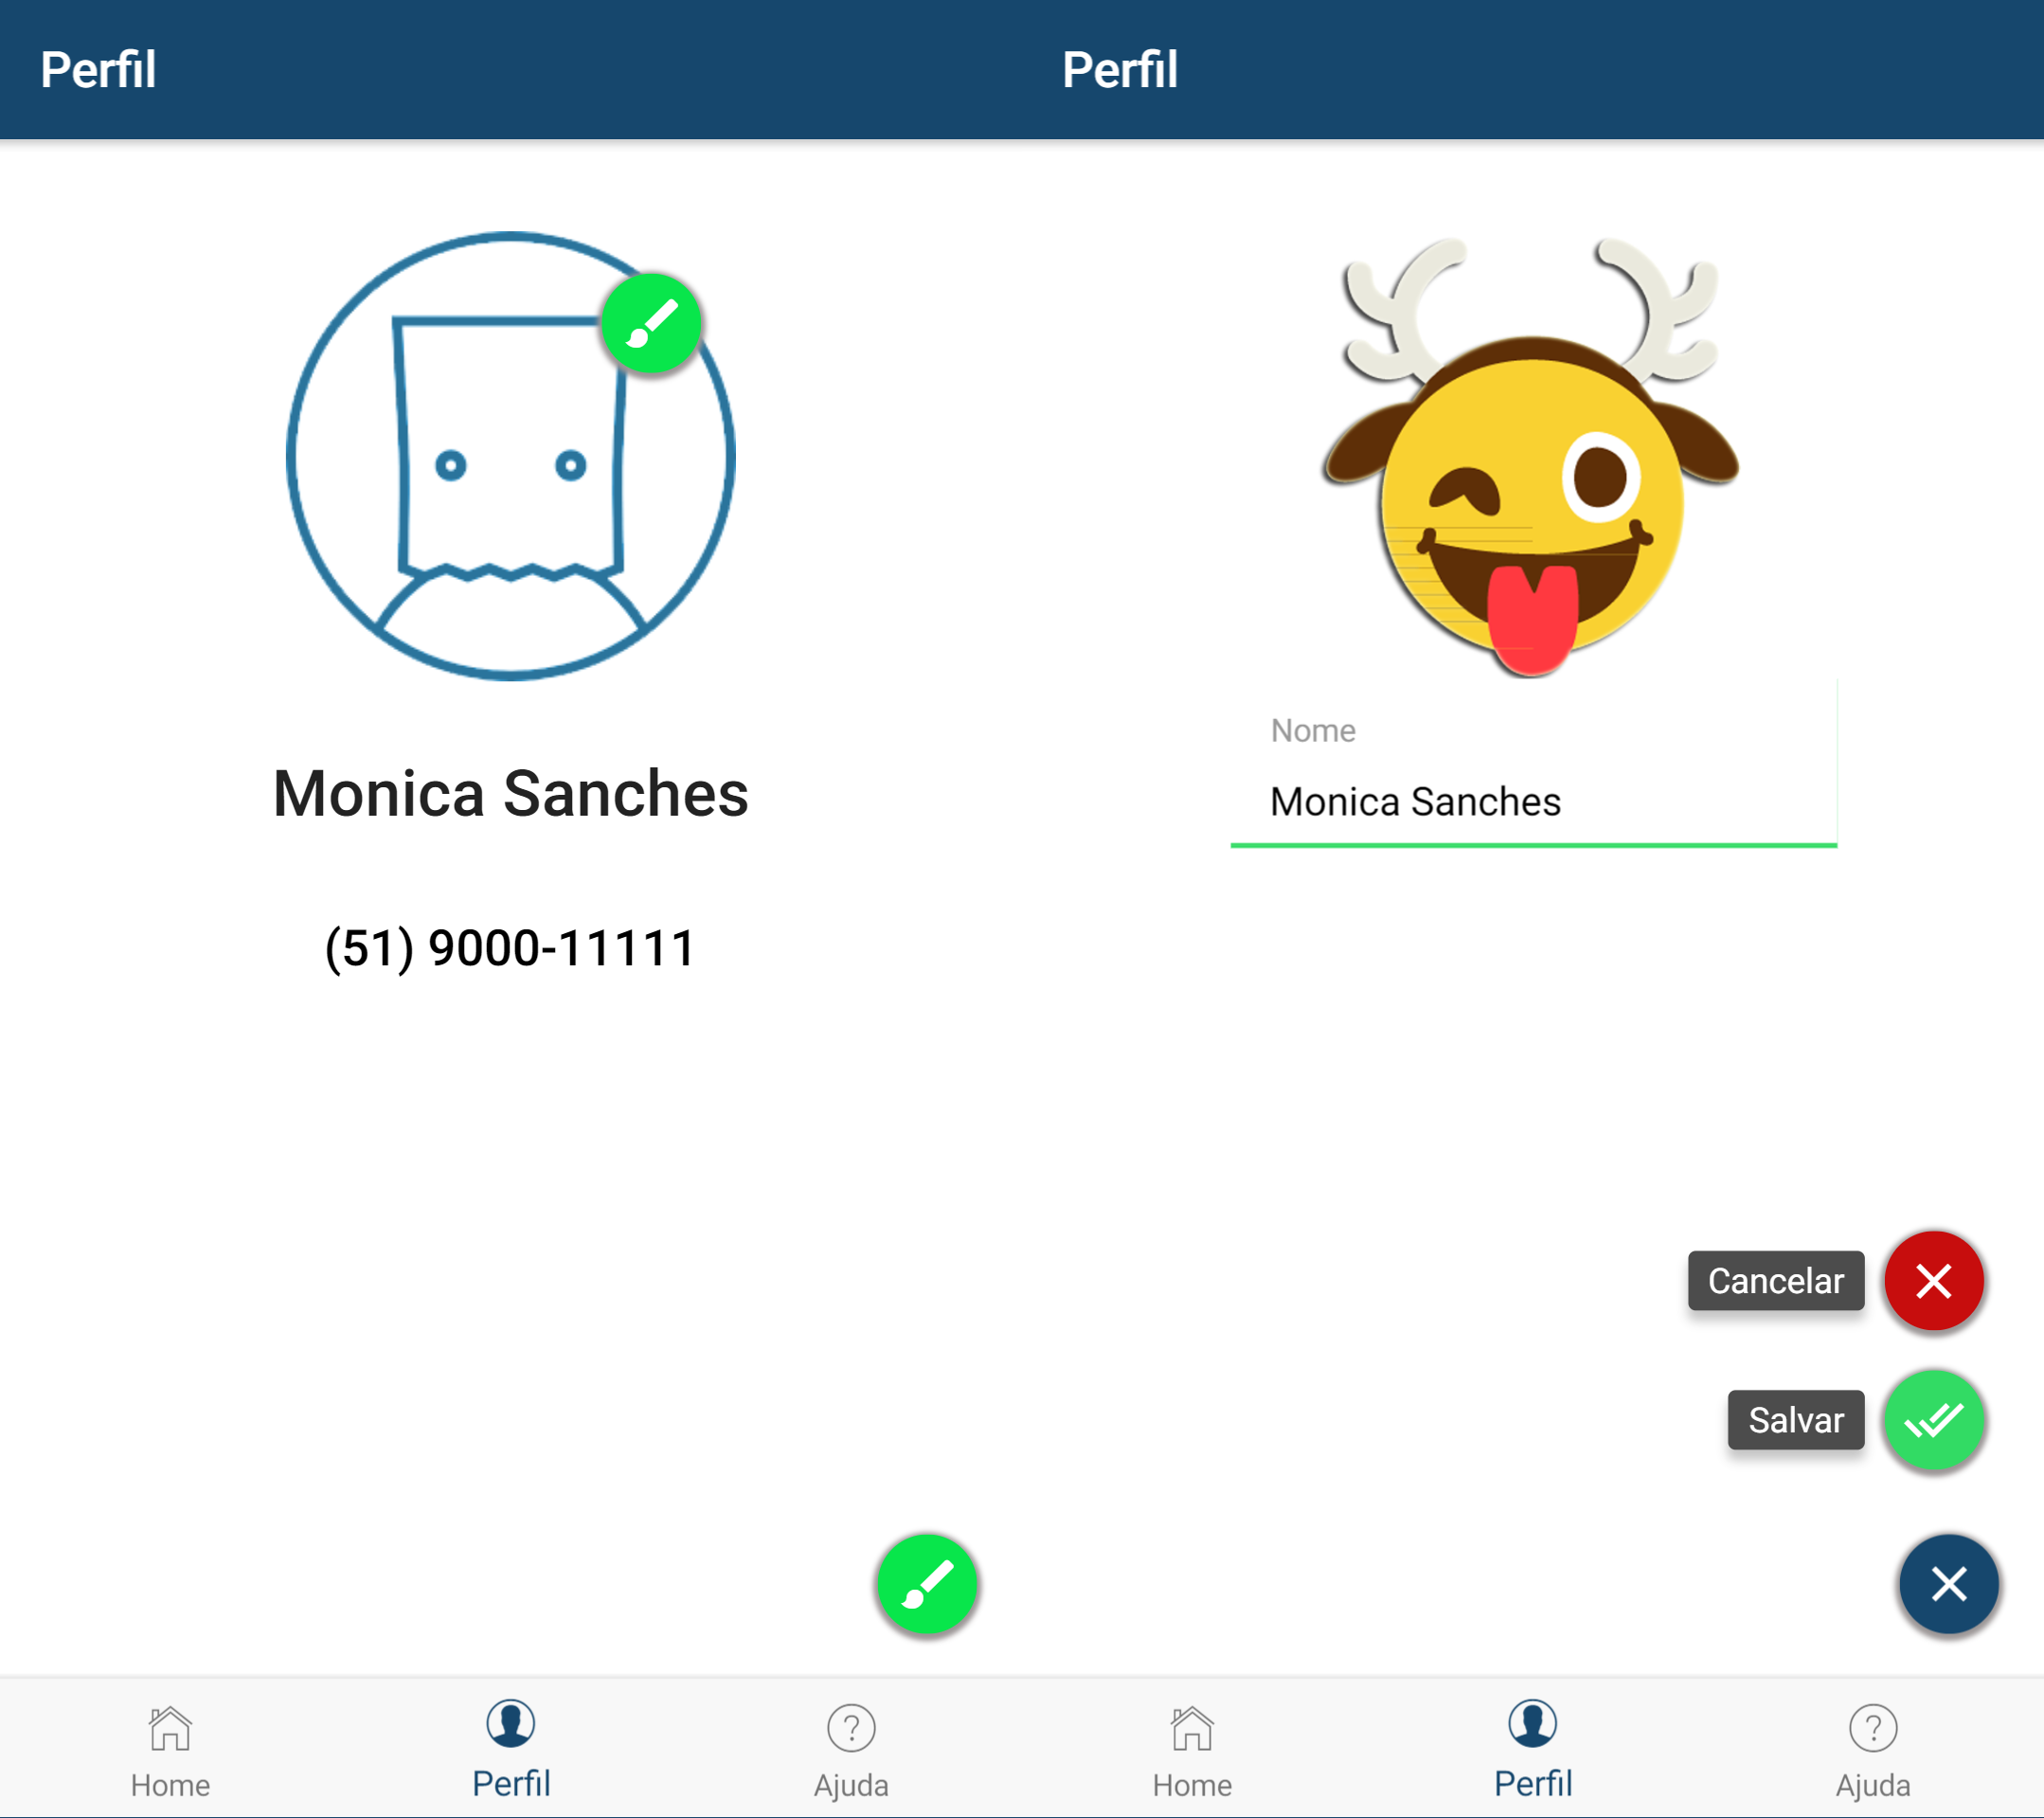 Perfil
Monica Sanches
(51) 9000-11111
Home
Perfil
Ajuda
Perfil
Nome
Monica Sanches
Cancelar
Salvar
Home
Perfil
Ajuda